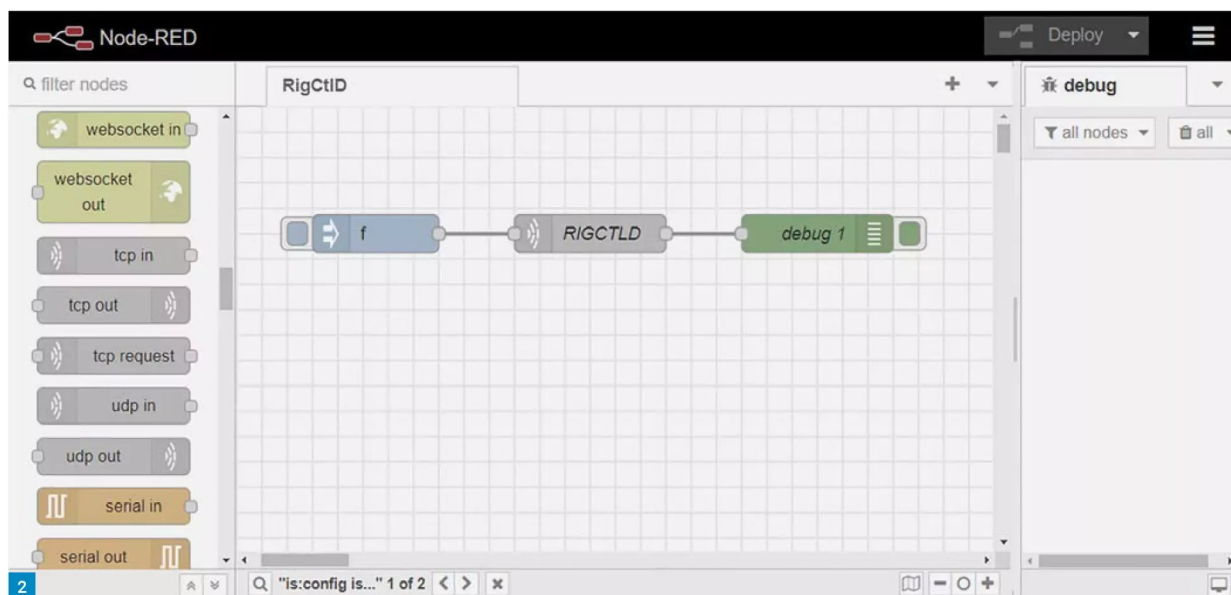 Node-RED
Deploy
filter nodes
RigCtlD
debug
websocket in
all nodes
all
websocket
out
f
RIGCTLD
debug 1
tcp in
tcp out
tcp request
udp in
udp out
serial in
serial out
2
"is:config is..." 1 of 2